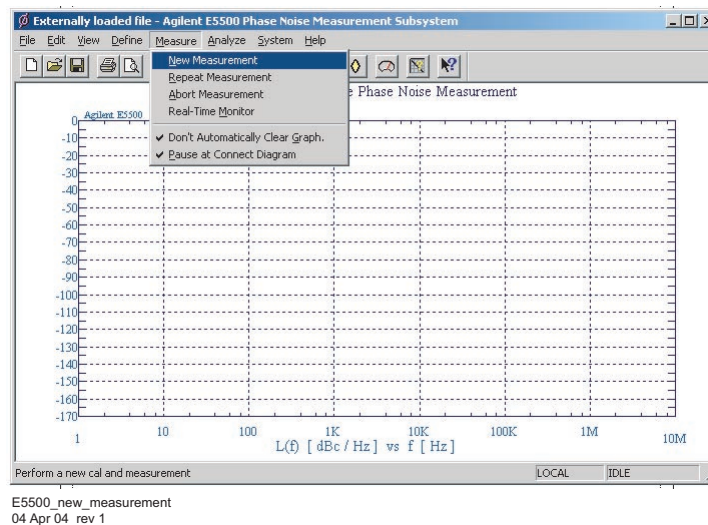 Externally loaded file - Agilent E5500 Phase Noise Measurement Subsystem
File Edit View Define Measure Analyze System Help
New Measurement
Repeat Measurement
Abort Measurement
Real-Time Monitor
✔ Don't Automatically Clear Graph.
✔ Pause at Connect Diagram
Phase Noise Measurement
Agilent E5500
0
-10
-20
-30
-40
-50
-60
-70
-80
-90
-100
-110
-120
-130
-140
-150
-160
-170
1 10 100 1K 10K 100K 1M 10M
L(f) [ dBc / Hz ] vs f [ Hz ]
Perform a new cal and measurement LOCAL IDLE
E5500_new_measurement
04 Apr 04 rev 1